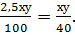 2,5xy/100 = xy/40.